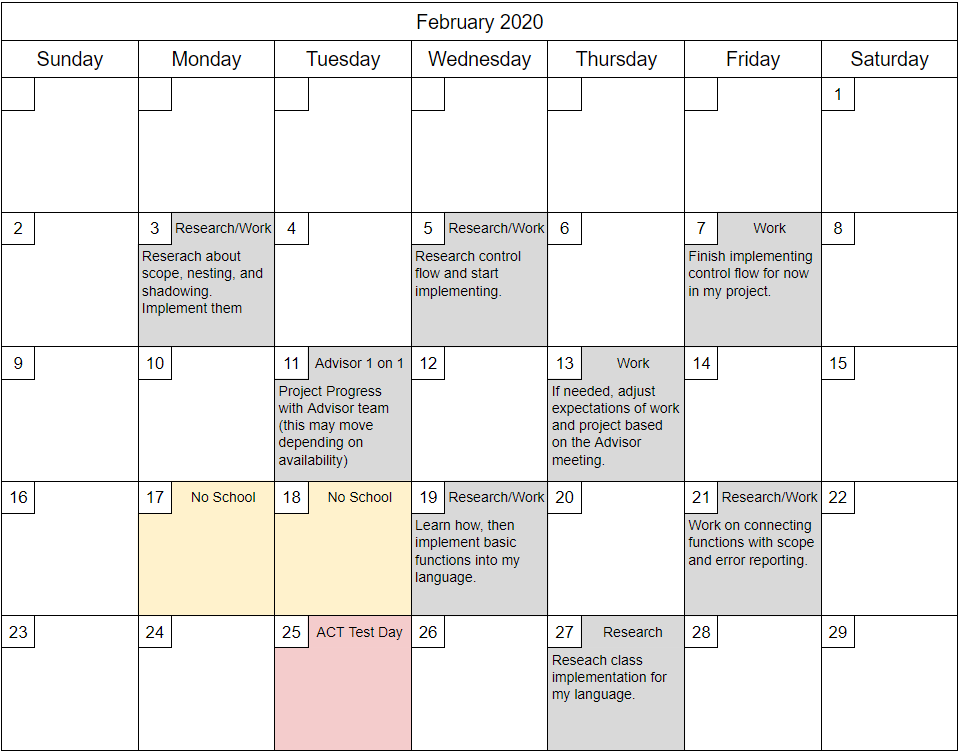 February 2020
Sunday Monday Tuesday Wednesday Thursday Friday Saturday
1
2
3 Research/Work
Reserach about
scope, nesting, and
shadowing.
Implement them
4
5 Research/Work
Research control
flow and start
implementing.
6
7 Work
Finish implementing
control flow for now
in my project.
8
9
10
11 Advisor 1 on 1
Project Progress
with Advisor team
(this may move
depending on
availability)
12
13 Work
If needed, adjust
expectations of work
and project based
on the Advisor
meeting.
14
15
16
17 No School
18 No School
19 Research/Work
Learn how, then
implement basic
functions into my
language.
20
21 Research/Work
Work on connecting
functions with scope
and error reporting.
22
23
24
25 ACT Test Day
26
27 Research
Reseach class
implementation for
my language.
28
29